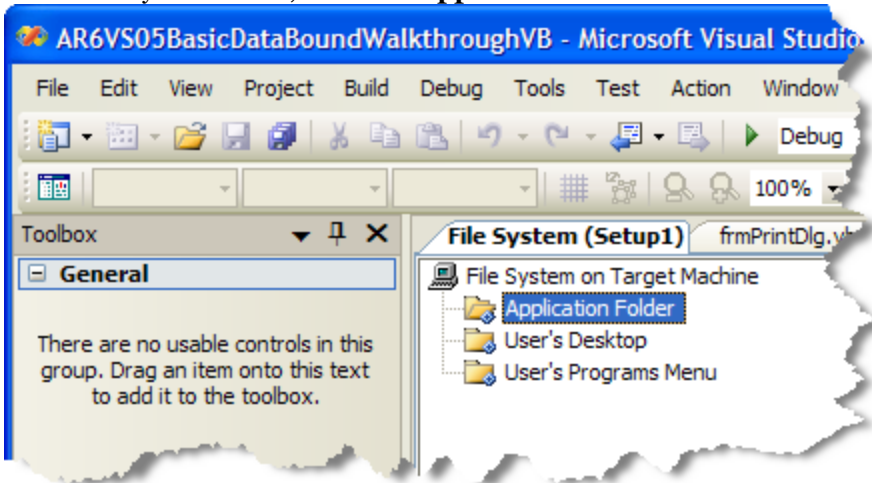 AR6VS05BasicDataBoundWalkthroughVB - Microsoft Visual Studio
File Edit View Project Build Debug Tools Test Action Window
Debug
100%
Toolbox
File System (Setup1) frmPrintDlg.vb
General
File System on Target Machine
Application Folder
There are no usable controls in this
User's Desktop
group. Drag an item onto this text
User's Programs Menu
to add it to the toolbox.